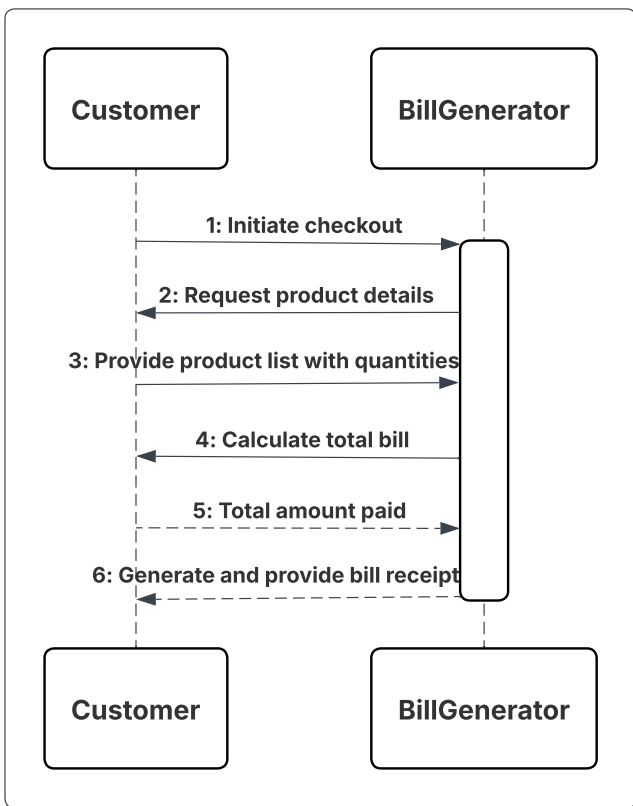 Customer
BillGenerator
1: Initiate checkout
2: Request product details
3: Provide product list with quantities
4: Calculate total bill
5: Total amount paid
6: Generate and provide bill receipt
Customer
BillGenerator